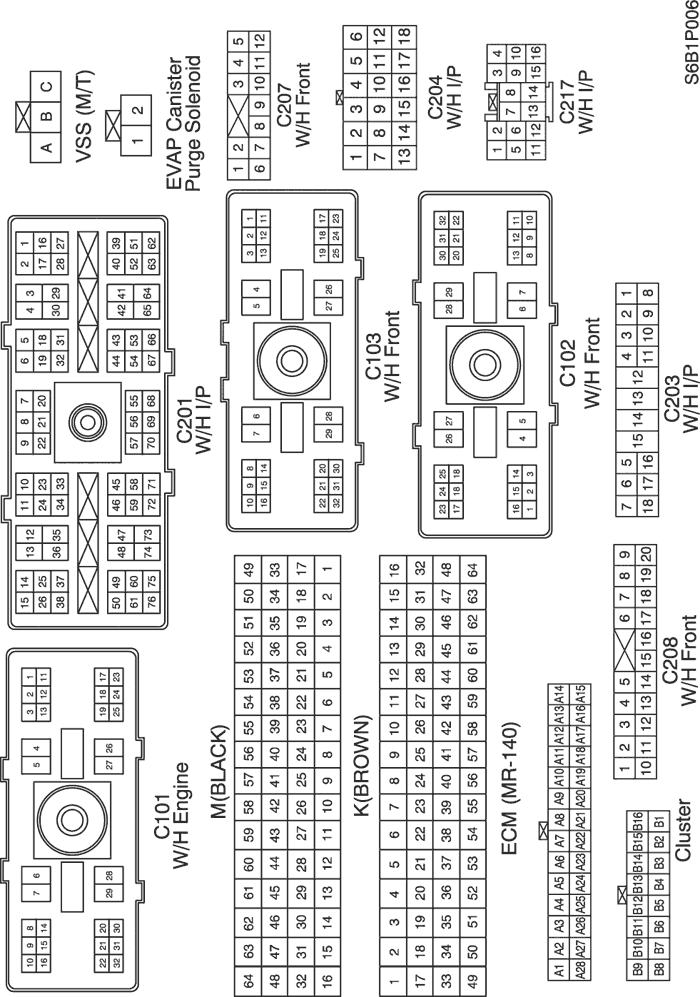 10 9 8 7 6 5 4 3 2 1
16 15 14 13 12 11
22 21 20 29 28 27 26 19 18 17
32 31 30 25 24 23
C101
W/H Engine
15 14 13 12 11 10 9 8 7 6 5 4 3 2 1
26 25 24 23 22 21 20 19 18 17 16
38 37 36 35 34 33 32 31 30 29 28 27
50 49 48 47 46 45 57 56 55 44 43 42 41 40 39
61 60 59 58 54 53 52 51
76 75 74 73 72 71 70 69 68 67 66 65 64 63 62
C201
W/H I/P
A B C
VSS (M/T)
1 2
EVAP Canister
Purge Solenoid
M(BLACK)
64 63 62 61 60 59 58 57 56 55 54 53 52 51 50 49
48 47 46 45 44 43 42 41 40 39 38 37 36 35 34 33
32 31 30 29 28 27 26 25 24 23 22 21 20 19 18 17
16 15 14 13 12 11 10 9 8 7 6 5 4 3 2 1
K(BROWN)
1 2 3 4 5 6 7 8 9 10 11 12 13 14 15 16
17 18 19 20 21 22 23 24 25 26 27 28 29 30 31 32
33 34 35 36 37 38 39 40 41 42 43 44 45 46 47 48
49 50 51 52 53 54 55 56 57 58 59 60 61 62 63 64
ECM (MR-140)
10 9 8 7 6 5 4 3 2 1
16 15 14 13 12 11
22 21 20 29 28 27 26 19 18 17
32 31 30 25 24 23
C103
W/H Front
1 2 3 4 5
6 7 8 9 10 11 12
C207
W/H Front
1 2 3 4 5 6
7 8 9 10 11 12
13 14 15 16 17 18
C204
W/H I/P
23 24 25 26 27 28 29 30 31 32
17 18 18 20 21 22
16 15 14 4 5 6 7 13 12 11
1 2 3 8 9 10
C102
W/H Front
1 2 3 4
5 6 7 8 9 10
11 12 13 14 15 16
C217
W/H I/P
A1 A2 A3 A4 A5 A6 A7 A8 A9 A10 A11 A12 A13 A14
A28 A27 A26 A25 A24 A23 A22 A21 A20 A19 A18 A17 A16 A15
B9 B10 B11 B12 B13 B14 B15 B16
B8 B7 B6 B5 B4 B3 B2 B1
Cluster
1 2 3 4 5 6 7 8 9
10 11 12 13 14 15 16 17 18 19 20
C208
W/H Front
7 6 5 4 3 2 1
18 17 16 15 14 13 12 11 10 9 8
C203
W/H I/P
S6B1P006